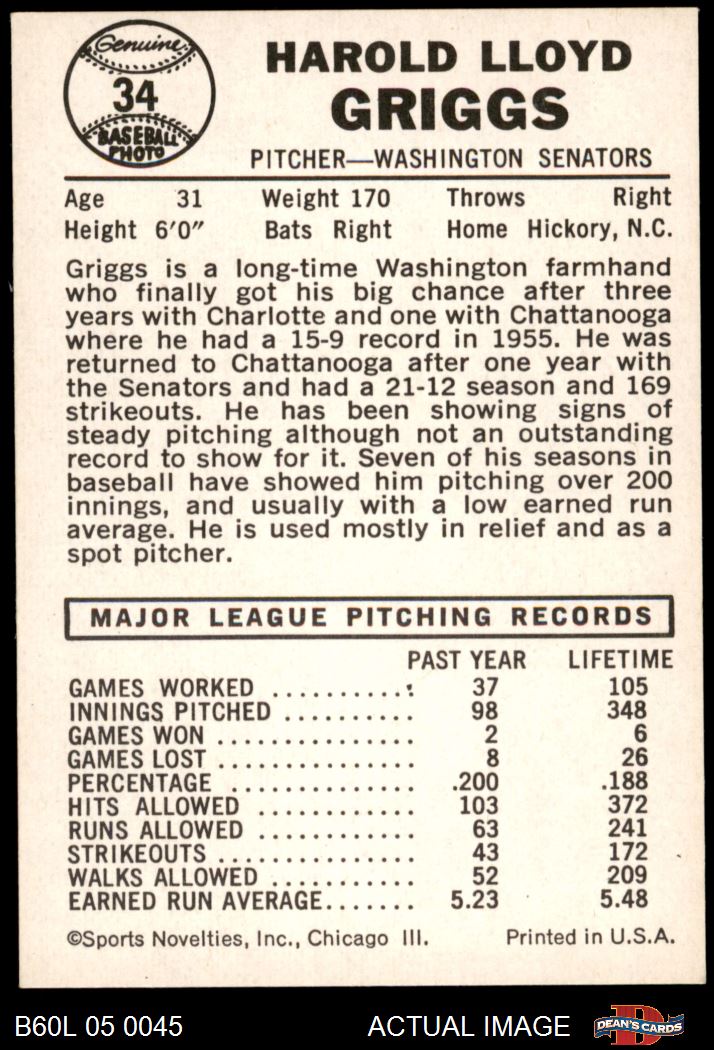 Genuine
34
BASEBALL
PHOTO
HAROLD LLOYD
GRIGGS
PITCHER—WASHINGTON SENATORS
Age 31 Weight 170 Throws Right
Height 6'0" Bats Right Home Hickory, N.C.
Griggs is a long-time Washington farmhand
who finally got his big chance after three
years with Charlotte and one with Chattanooga
where he had a 15-9 record in 1955. He was
returned to Chattanooga after one year with
the Senators and had a 21-12 season and 169
strikeouts. He has been showing signs of
steady pitching although not an outstanding
record to show for it. Seven of his seasons in
baseball have showed him pitching over 200
innings, and usually with a low earned run
average. He is used mostly in relief and as a
spot pitcher.
MAJOR LEAGUE PITCHING RECORDS
PAST YEAR LIFETIME
GAMES WORKED ........... 37 105
INNINGS PITCHED .......... 98 348
GAMES WON ................ 2 6
GAMES LOST ................ 8 26
PERCENTAGE .............. .200 .188
HITS ALLOWED ............ 103 372
RUNS ALLOWED ............ 63 241
STRIKEOUTS ................ 43 172
WALKS ALLOWED ........... 52 209
EARNED RUN AVERAGE....... 5.23 5.48
©Sports Novelties, Inc., Chicago Ill. Printed in U.S.A.
B60L 05 0045 ACTUAL IMAGE D DEAN'S CARDS